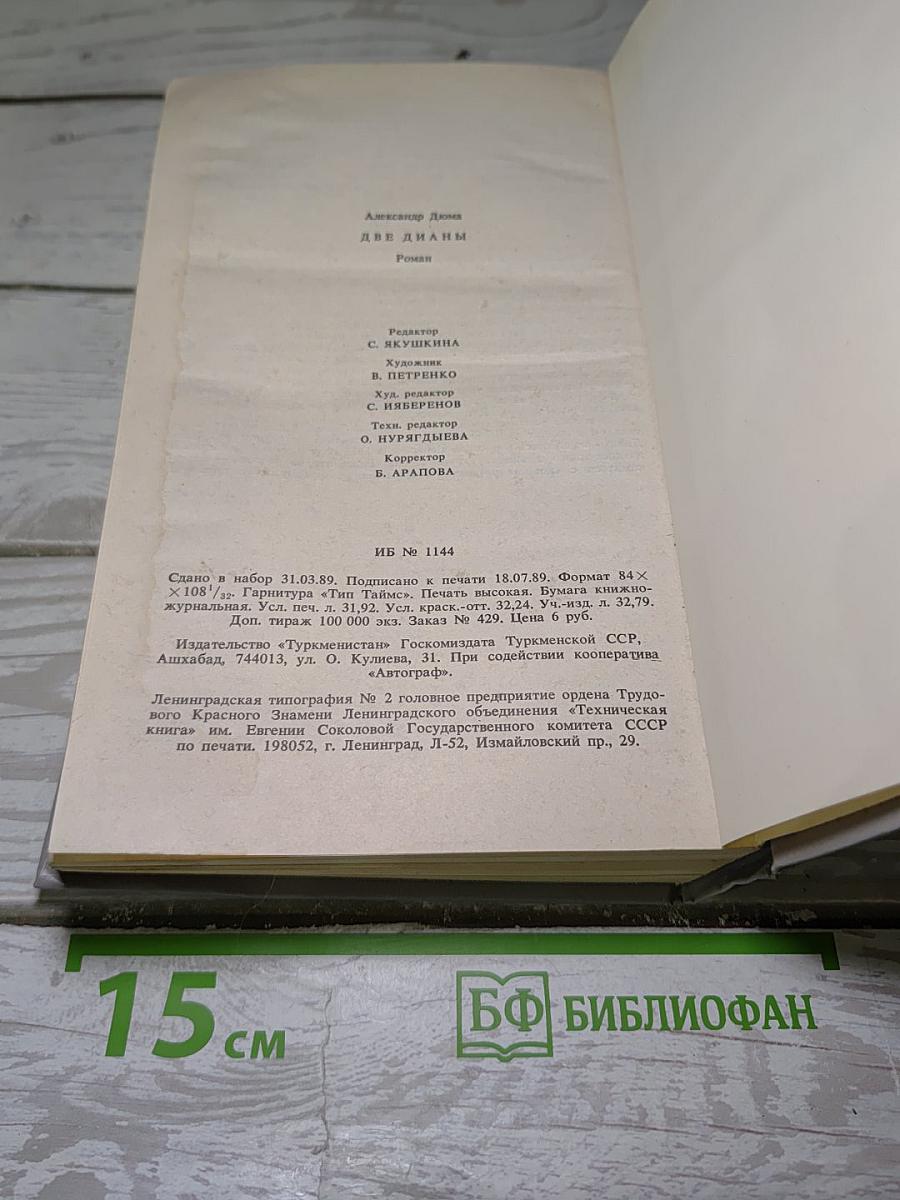 Александр Дюма
ДВЕ ДИАНЫ
Роман
Редактор
С. ЯКУШКИНА
Художник
В. ПЕТРЕНКО
Худ. редактор
С. ИЯБЕРЕНОВ
Техн. редактор
О. НУРЯГДЫЕВА
Корректор
Б. АРАПОВА
ИБ № 1144
Сдано в набор 31.03.89. Подписано к печати 18.07.89. Формат 84×
×108 1/32. Гарнитура «Тип Таймс». Печать высокая. Бумага книжно-
журнальная. Усл. печ. л. 31,92. Усл. краск.-отт. 32,24. Уч.-изд. л. 32,79.
Доп. тираж 100 000 экз. Заказ № 429. Цена 6 руб.
Издательство «Туркменистан» Госкомиздата Туркменской ССР,
Ашхабад, 744013, ул. О. Кулиева, 31. При содействии кооператива
«Автограф».
Ленинградская типография № 2 головное предприятие ордена Трудо-
вого Красного Знамени Ленинградского объединения «Техническая
книга» им. Евгении Соколовой Государственного комитета СССР
по печати. 198052, г. Ленинград, Л-52, Измайловский пр., 29.
15 см
БФ БИБЛИОФАН